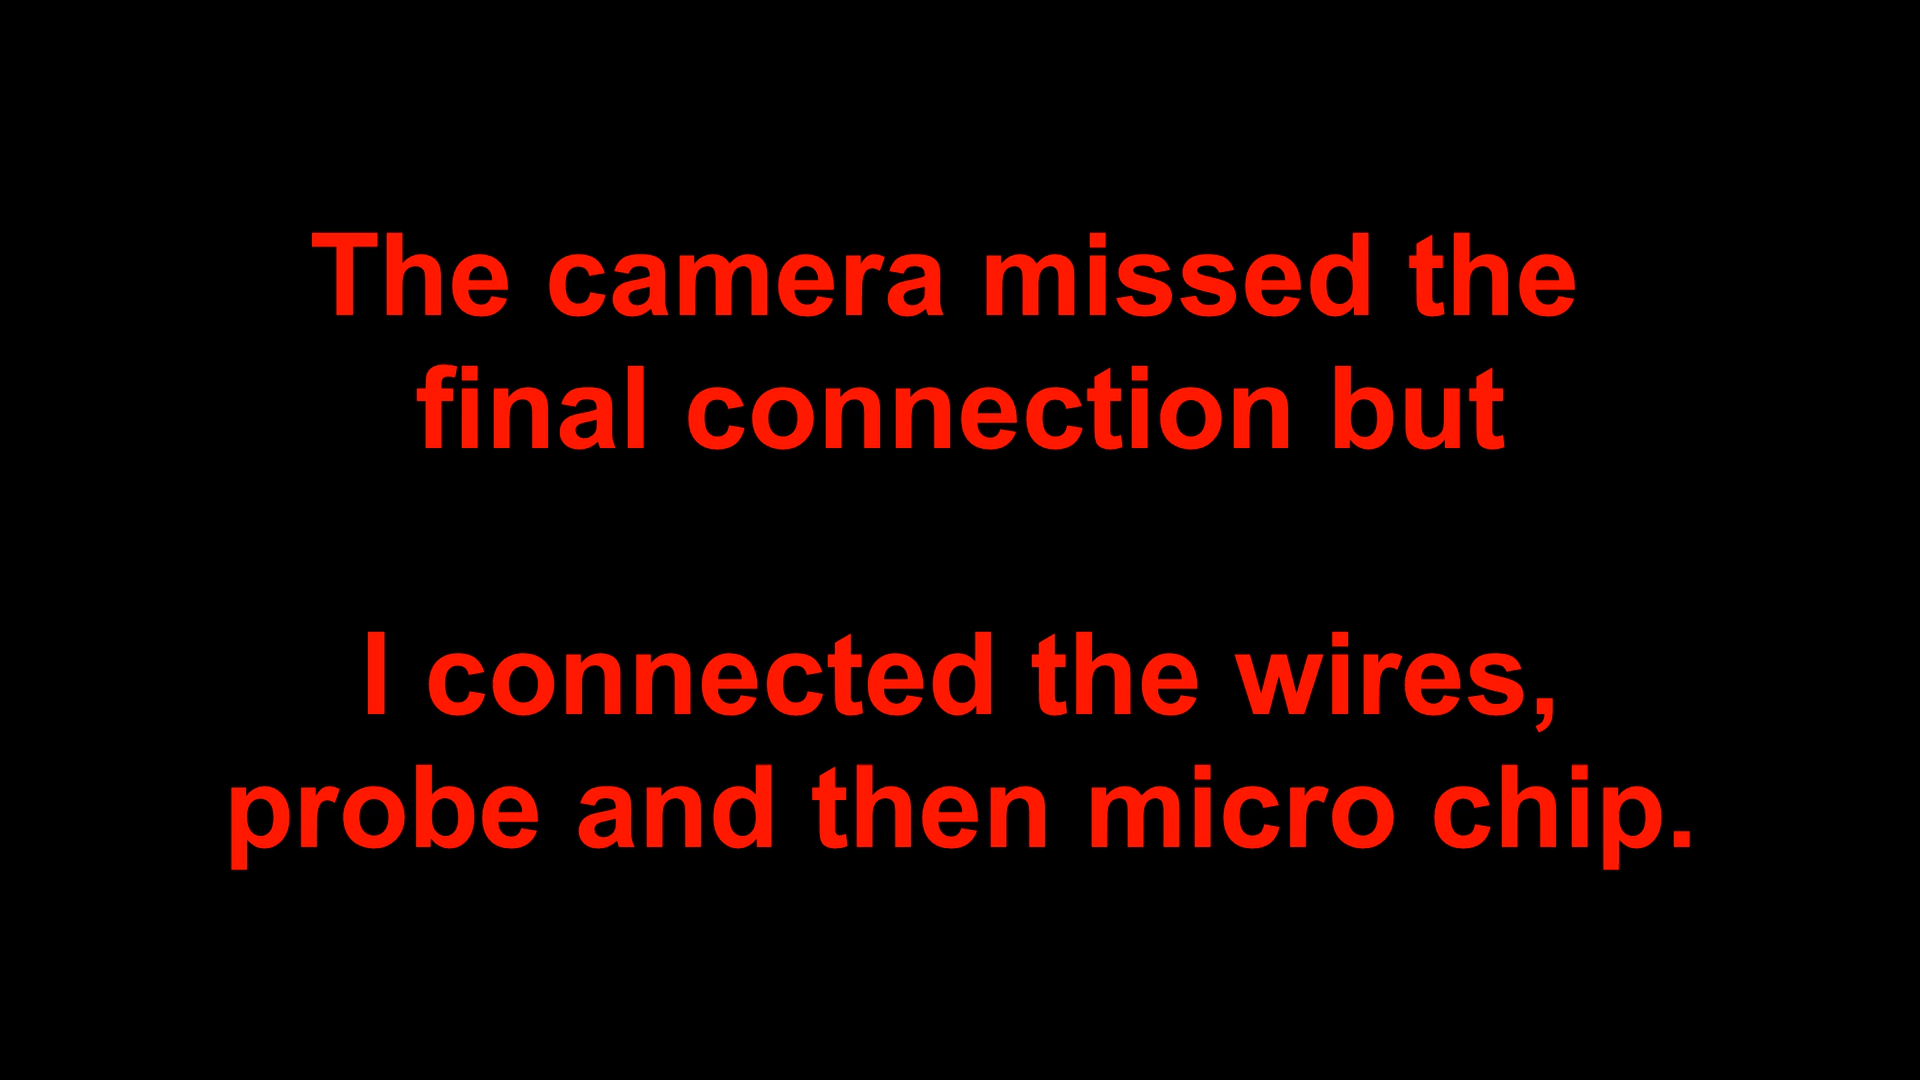 The camera missed the
final connection but
I connected the wires,
probe and then micro chip.